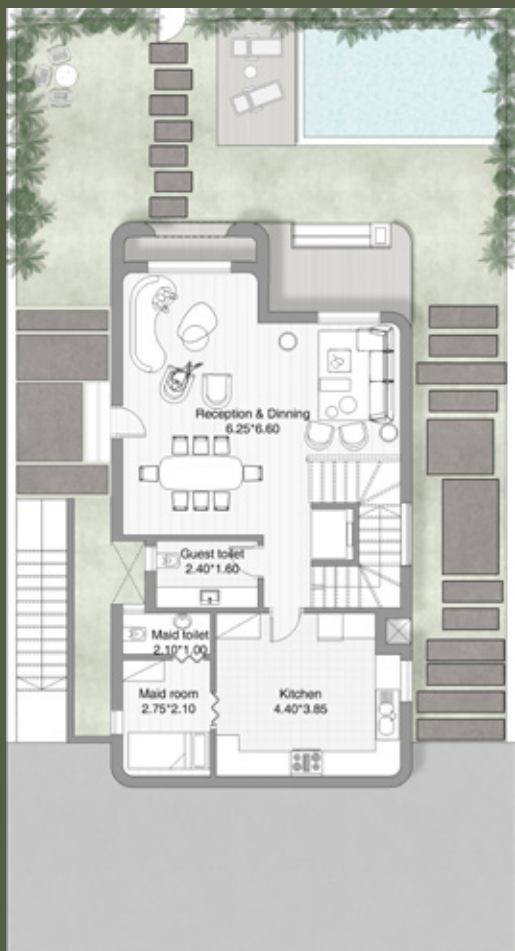 Reception & Dinning
6.25*6.60
Guest toilet
2.40*1.60
Maid toilet
2.10*1.00
Maid room
2.75*2.10
Kitchen
4.40*3.85